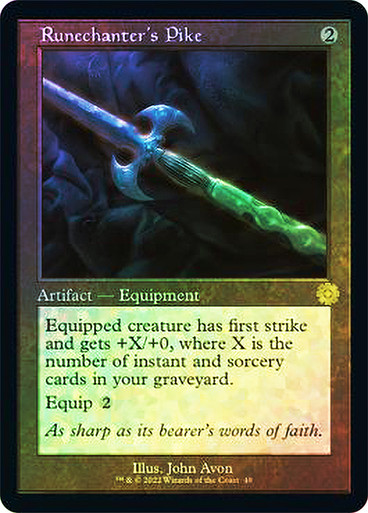 Runechanter's Pike 2
Artifact — Equipment
Equipped creature has first strike
and gets +X/+0, where X is the
number of instant and sorcery
cards in your graveyard.
Equip 2
As sharp as its bearer's words of faith.
Illus. John Avon
™ & © 2022 Wizards of the Coast 48